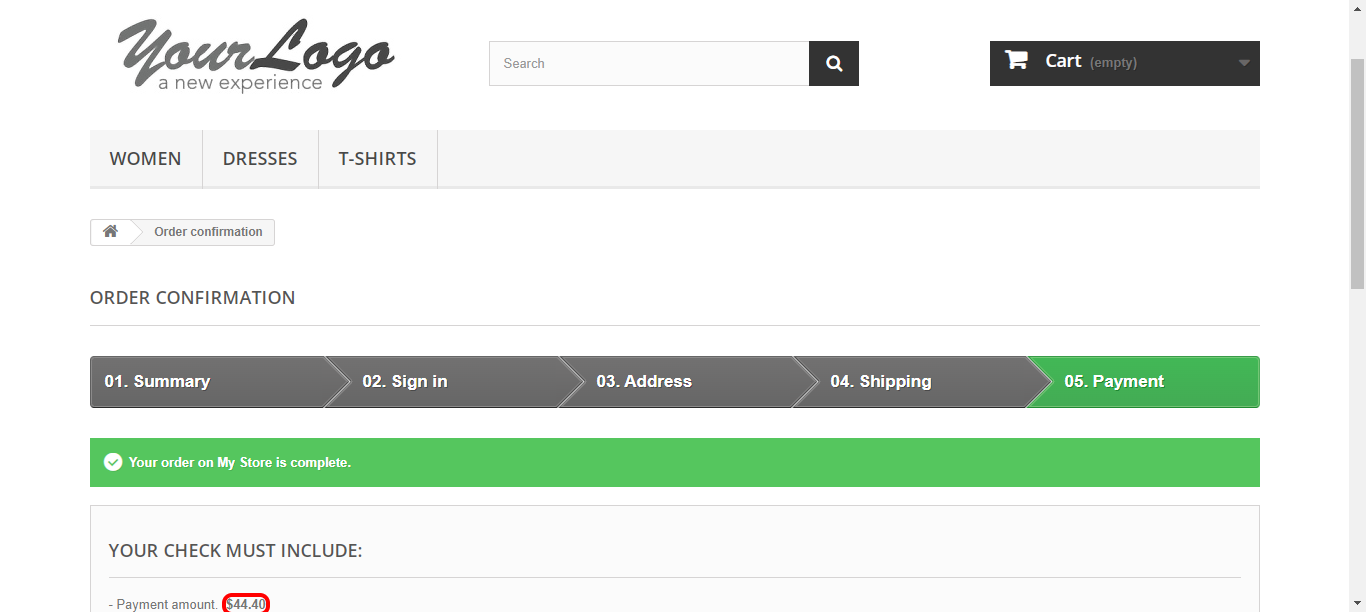 YourLogo
a new experience
Search
Cart (empty)
WOMEN DRESSES T-SHIRTS
Order confirmation
ORDER CONFIRMATION
01. Summary 02. Sign in 03. Address 04. Shipping 05. Payment
Your order on My Store is complete.
YOUR CHECK MUST INCLUDE:
- Payment amount. $44.40